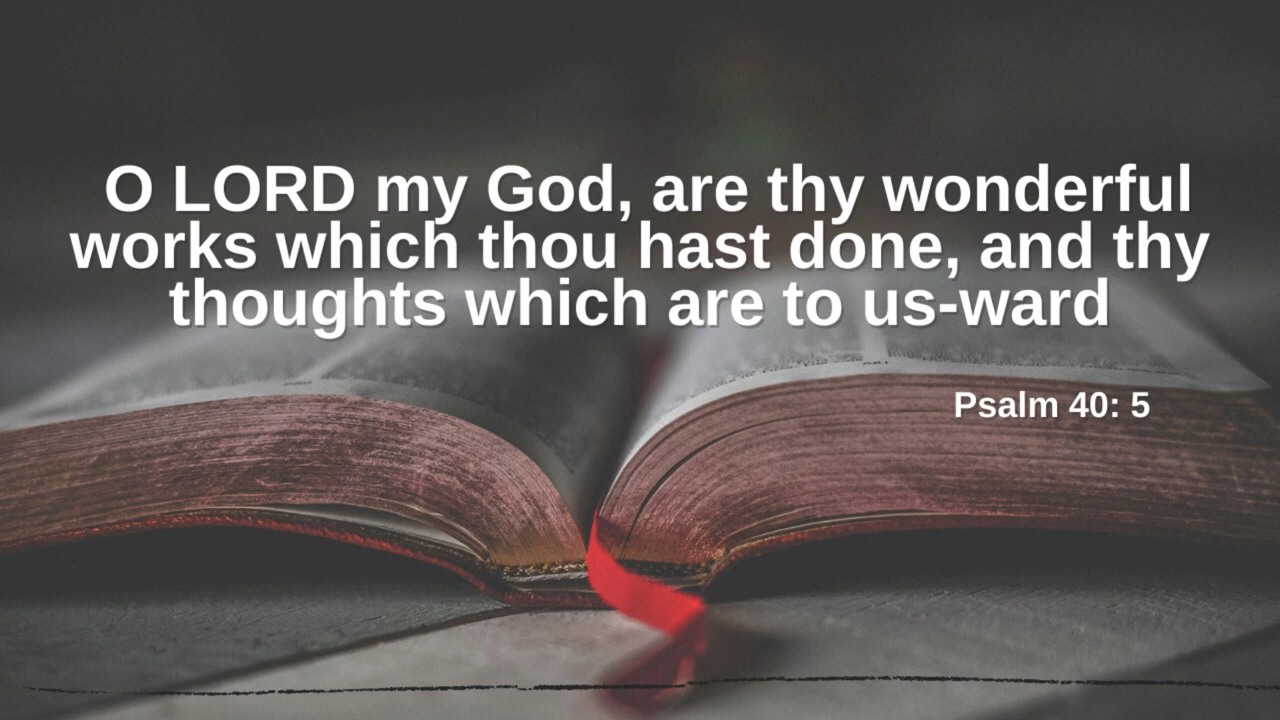 O LORD my God, are thy wonderful
works which thou hast done, and thy
thoughts which are to us-ward
Psalm 40: 5